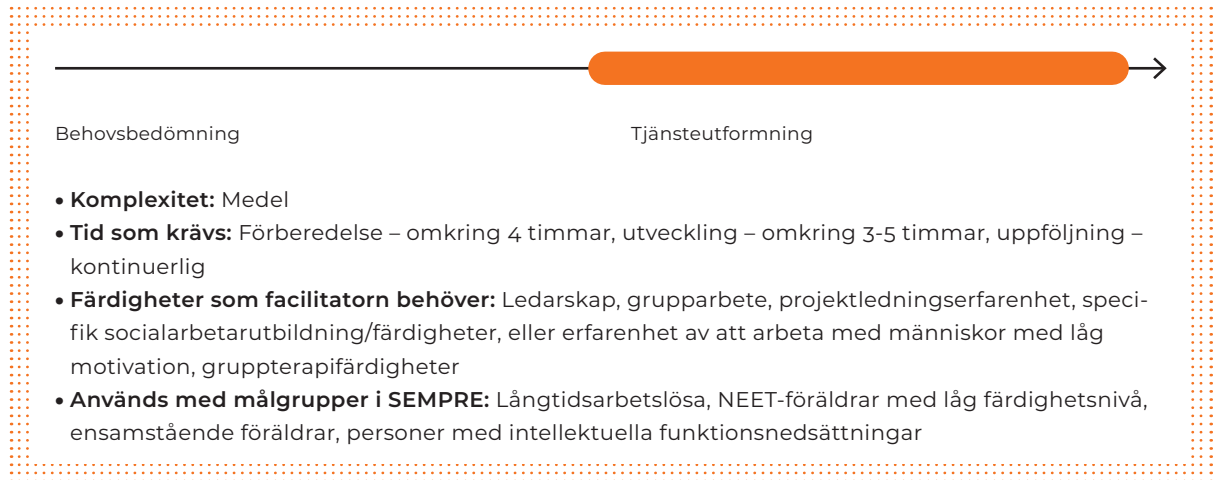 Behovsbedömning Tjänsteutformning
• Komplexitet: Medel
• Tid som krävs: Förberedelse – omkring 4 timmar, utveckling – omkring 3-5 timmar, uppföljning –
kontinuerlig
• Färdigheter som facilitatorn behöver: Ledarskap, grupparbete, projektledningserfarenhet, speci-
fik socialarbetarutbildning/färdigheter, eller erfarenhet av att arbeta med människor med låg
motivation, gruppterapifärdigheter
• Används med målgrupper i SEMPRE: Långtidsarbetslösa, NEET-föräldrar med låg färdighetsnivå,
ensamstående föräldrar, personer med intellektuella funktionsnedsättningar